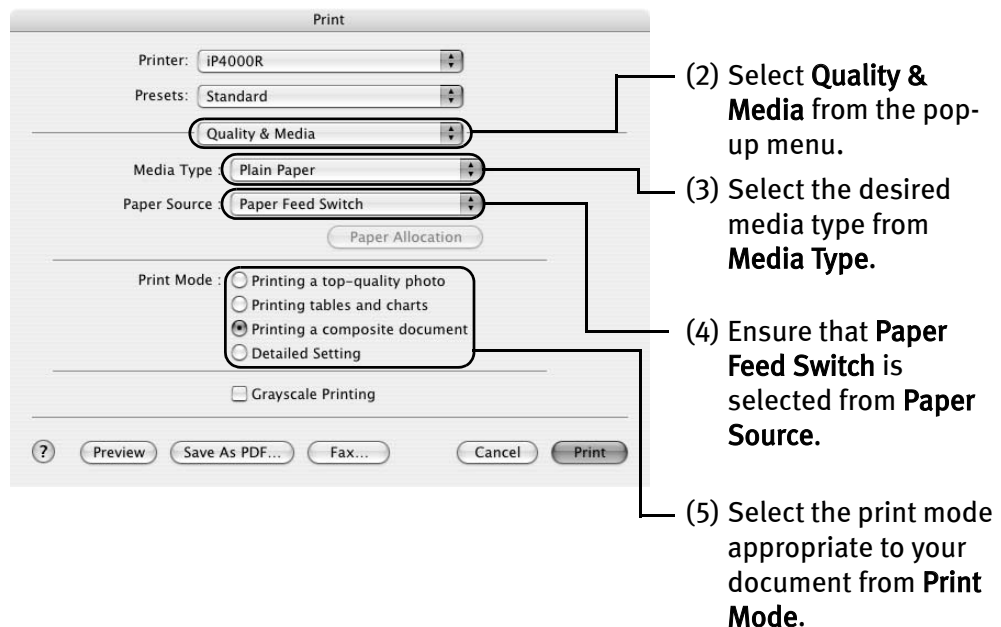 Print
Printer: iP4000R
Presets: Standard
Quality & Media
Media Type : Plain Paper
Paper Source : Paper Feed Switch
Paper Allocation
Print Mode : Printing a top-quality photo
Printing tables and charts
Printing a composite document
Detailed Setting
Grayscale Printing
? Preview Save As PDF... Fax... Cancel Print
(2) Select Quality &
Media from the pop-
up menu.
(3) Select the desired
media type from
Media Type.
(4) Ensure that Paper
Feed Switch is
selected from Paper
Source.
(5) Select the print mode
appropriate to your
document from Print
Mode.